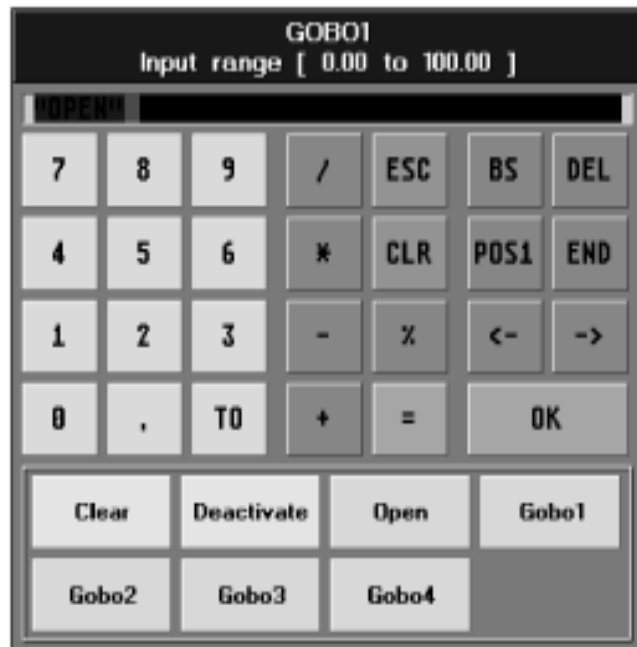 GOBO1
Input range [ 0.00 to 100.00 ]
"OPEN"
7 8 9 / ESC BS DEL
4 5 6 * CLR POS1 END
1 2 3 - % <- ->
0 , TO + = OK
Clear Deactivate Open Gobo1
Gobo2 Gobo3 Gobo4